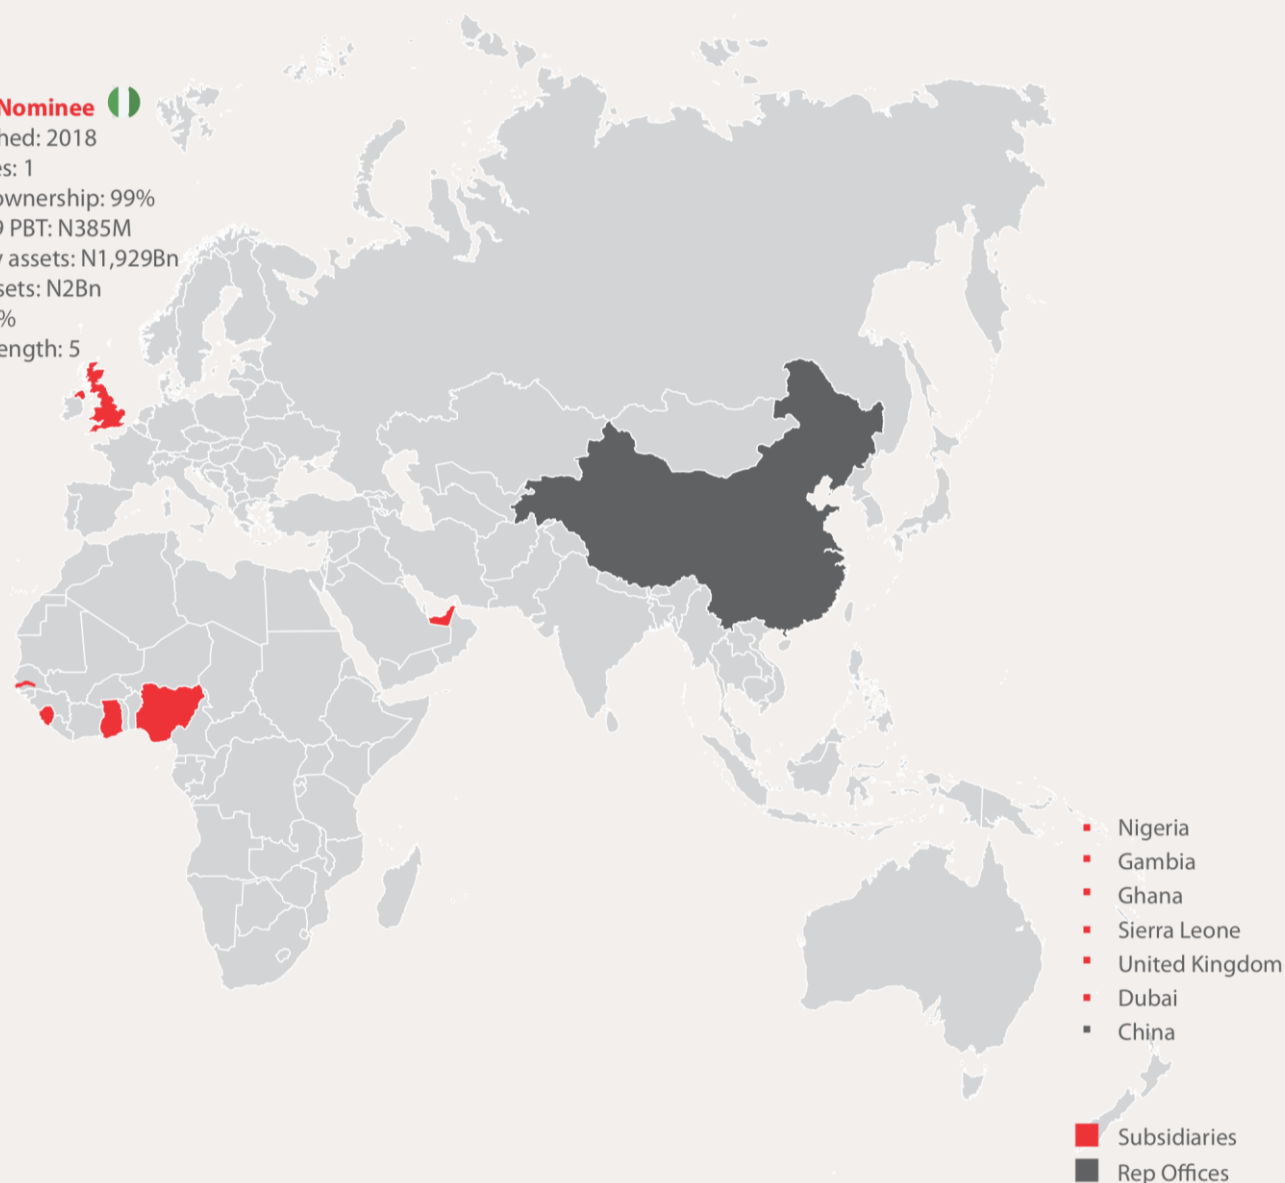 Nominee
hed: 2018
es: 1
ownership: 99%
9 PBT: N385M
y assets: N1,929Bn
sets: N2Bn
%
ength: 5
Nigeria
Gambia
Ghana
Sierra Leone
United Kingdom
Dubai
China
Subsidiaries
Rep Offices